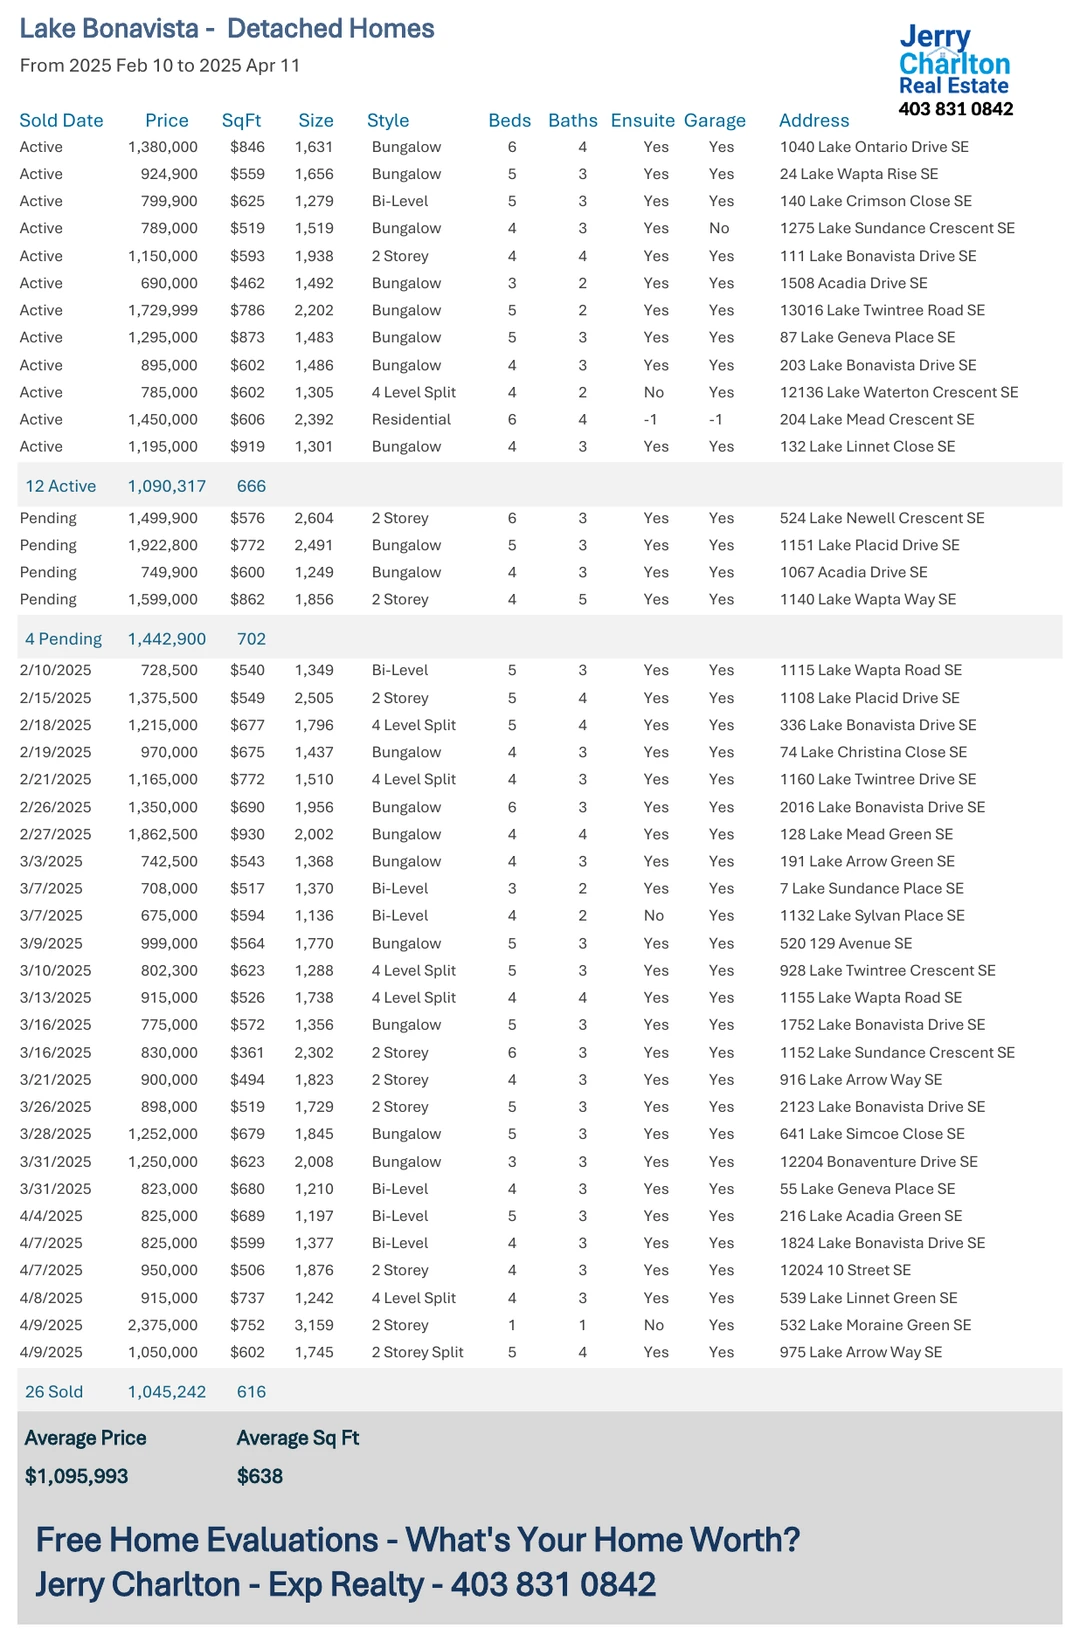 Lake Bonavista -  Detached Homes
From 2025 Feb 10 to 2025 Apr 11
Jerry
Charlton
Real Estate
403 831 0842
Sold Date Price SqFt Size Style Beds Baths Ensuite Garage Address
Active 1,380,000 $846 1,631 Bungalow 6 4 Yes Yes 1040 Lake Ontario Drive SE
Active 924,900 $559 1,656 Bungalow 5 3 Yes Yes 24 Lake Wapta Rise SE
Active 799,900 $625 1,279 Bi-Level 5 3 Yes Yes 140 Lake Crimson Close SE
Active 789,000 $519 1,519 Bungalow 4 3 Yes No 1275 Lake Sundance Crescent SE
Active 1,150,000 $593 1,938 2 Storey 4 4 Yes Yes 111 Lake Bonavista Drive SE
Active 690,000 $462 1,492 Bungalow 3 2 Yes Yes 1508 Acadia Drive SE
Active 1,729,999 $786 2,202 Bungalow 5 2 Yes Yes 13016 Lake Twintree Road SE
Active 1,295,000 $873 1,483 Bungalow 5 3 Yes Yes 87 Lake Geneva Place SE
Active 895,000 $602 1,486 Bungalow 4 3 Yes Yes 203 Lake Bonavista Drive SE
Active 785,000 $602 1,305 4 Level Split 4 2 No Yes 12136 Lake Waterton Crescent SE
Active 1,450,000 $606 2,392 Residential 6 4 -1 -1 204 Lake Mead Crescent SE
Active 1,195,000 $919 1,301 Bungalow 4 3 Yes Yes 132 Lake Linnet Close SE
12 Active 1,090,317 666
Pending 1,499,900 $576 2,604 2 Storey 6 3 Yes Yes 524 Lake Newell Crescent SE
Pending 1,922,800 $772 2,491 Bungalow 5 3 Yes Yes 1151 Lake Placid Drive SE
Pending 749,900 $600 1,249 Bungalow 4 3 Yes Yes 1067 Acadia Drive SE
Pending 1,599,000 $862 1,856 2 Storey 4 5 Yes Yes 1140 Lake Wapta Way SE
4 Pending 1,442,900 702
2/10/2025 728,500 $540 1,349 Bi-Level 5 3 Yes Yes 1115 Lake Wapta Road SE
2/15/2025 1,375,500 $549 2,505 2 Storey 5 4 Yes Yes 1108 Lake Placid Drive SE
2/18/2025 1,215,000 $677 1,796 4 Level Split 5 4 Yes Yes 336 Lake Bonavista Drive SE
2/19/2025 970,000 $675 1,437 Bungalow 4 3 Yes Yes 74 Lake Christina Close SE
2/21/2025 1,165,000 $772 1,510 4 Level Split 4 3 Yes Yes 1160 Lake Twintree Drive SE
2/26/2025 1,350,000 $690 1,956 Bungalow 6 3 Yes Yes 2016 Lake Bonavista Drive SE
2/27/2025 1,862,500 $930 2,002 Bungalow 4 4 Yes Yes 128 Lake Mead Green SE
3/3/2025 742,500 $543 1,368 Bungalow 4 3 Yes Yes 191 Lake Arrow Green SE
3/7/2025 708,000 $517 1,370 Bi-Level 3 2 Yes Yes 7 Lake Sundance Place SE
3/7/2025 675,000 $594 1,136 Bi-Level 4 2 No Yes 1132 Lake Sylvan Place SE
3/9/2025 999,000 $564 1,770 Bungalow 5 3 Yes Yes 520 129 Avenue SE
3/10/2025 802,300 $623 1,288 4 Level Split 5 3 Yes Yes 928 Lake Twintree Crescent SE
3/13/2025 915,000 $526 1,738 4 Level Split 4 4 Yes Yes 1155 Lake Wapta Road SE
3/16/2025 775,000 $572 1,356 Bungalow 5 3 Yes Yes 1752 Lake Bonavista Drive SE
3/16/2025 830,000 $361 2,302 2 Storey 6 3 Yes Yes 1152 Lake Sundance Crescent SE
3/21/2025 900,000 $494 1,823 2 Storey 4 3 Yes Yes 916 Lake Arrow Way SE
3/26/2025 898,000 $519 1,729 2 Storey 5 3 Yes Yes 2123 Lake Bonavista Drive SE
3/28/2025 1,252,000 $679 1,845 Bungalow 5 3 Yes Yes 641 Lake Simcoe Close SE
3/31/2025 1,250,000 $623 2,008 Bungalow 3 3 Yes Yes 12204 Bonaventure Drive SE
3/31/2025 823,000 $680 1,210 Bi-Level 4 3 Yes Yes 55 Lake Geneva Place SE
4/4/2025 825,000 $689 1,197 Bi-Level 5 3 Yes Yes 216 Lake Acadia Green SE
4/7/2025 825,000 $599 1,377 Bi-Level 4 3 Yes Yes 1824 Lake Bonavista Drive SE
4/7/2025 950,000 $506 1,876 2 Storey 4 3 Yes Yes 12024 10 Street SE
4/8/2025 915,000 $737 1,242 4 Level Split 4 3 Yes Yes 539 Lake Linnet Green SE
4/9/2025 2,375,000 $752 3,159 2 Storey 1 1 No Yes 532 Lake Moraine Green SE
4/9/2025 1,050,000 $602 1,745 2 Storey Split 5 4 Yes Yes 975 Lake Arrow Way SE
26 Sold 1,045,242 616
Average Price Average Sq Ft
$1,095,993 $638
Free Home Evaluations - What's Your Home Worth?
Jerry Charlton - Exp Realty - 403 831 0842